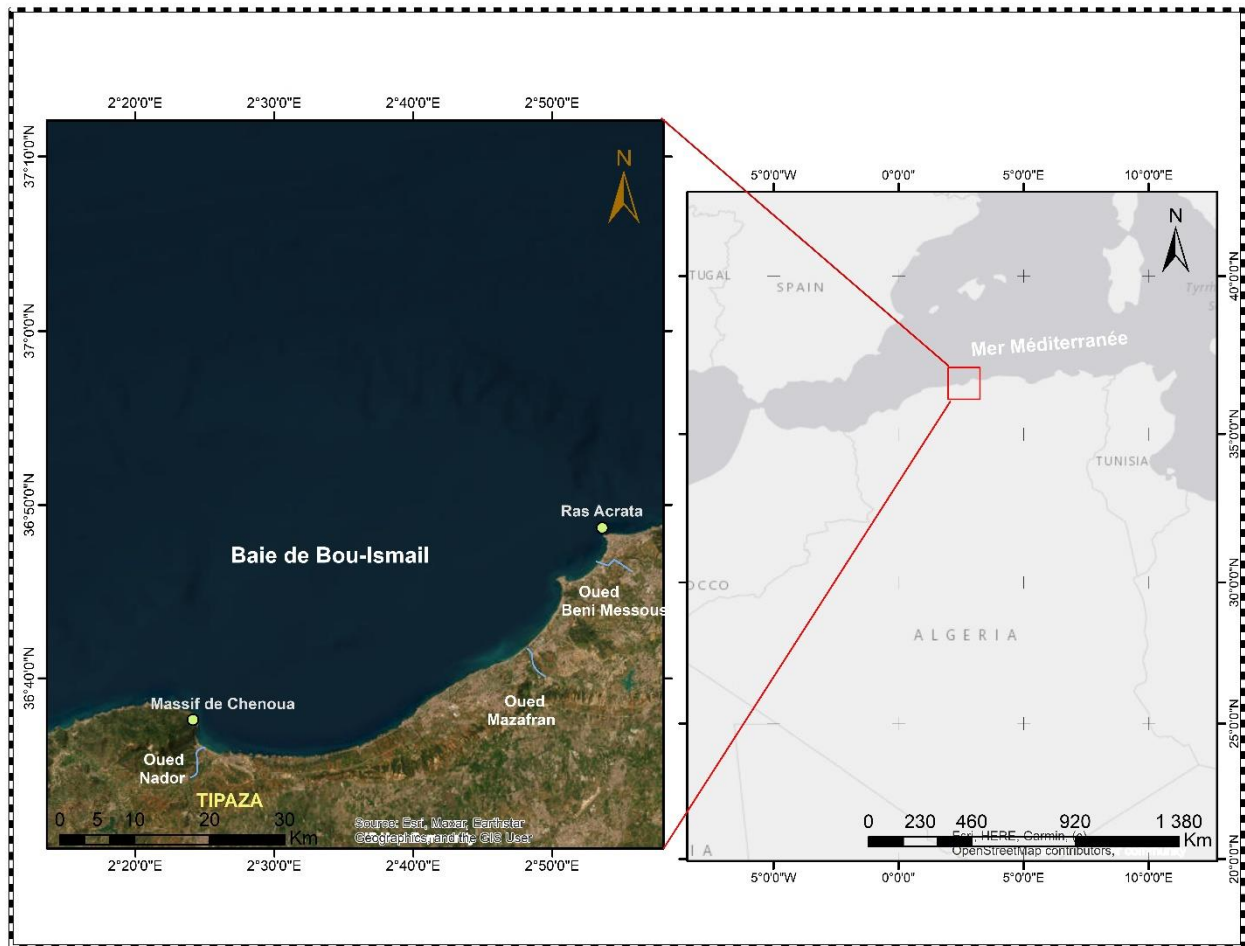 2°20'0"E 2°30'0"E 2°40'0"E 2°50'0"E
37°10'0"N
37°0'0"N
36°50'0"N
36°40'0"N
N
Ras Acrata
Baie de Bou-Ismail
Oued
Beni Messous
Massif de Chenoua
Oued
Mazafran
Oued
Nador
TIPAZA
0 5 10 20 30
Km
Source: Esri, Maxar, Earthstar
Geographics, and the GIS User
2°20'0"E 2°30'0"E 2°40'0"E 2°50'0"E
5°0'0"W 0°0'0" 5°0'0"E 10°0'0"E
N
TUGAL
SPAIN
Tyrrh
S
Mer Méditerranée
TUNISIA
OCCO
ALGERIA
IA
0 230 460 920 1 380
Km
Esri, HERE, Garmin, (c)
OpenStreetMap contributors,
40°0'0"N
35°0'0"N
30°0'0"N
25°0'0"N
20°0'0"N
5°0'0"W 0°0'0" 5°0'0"E 10°0'0"E